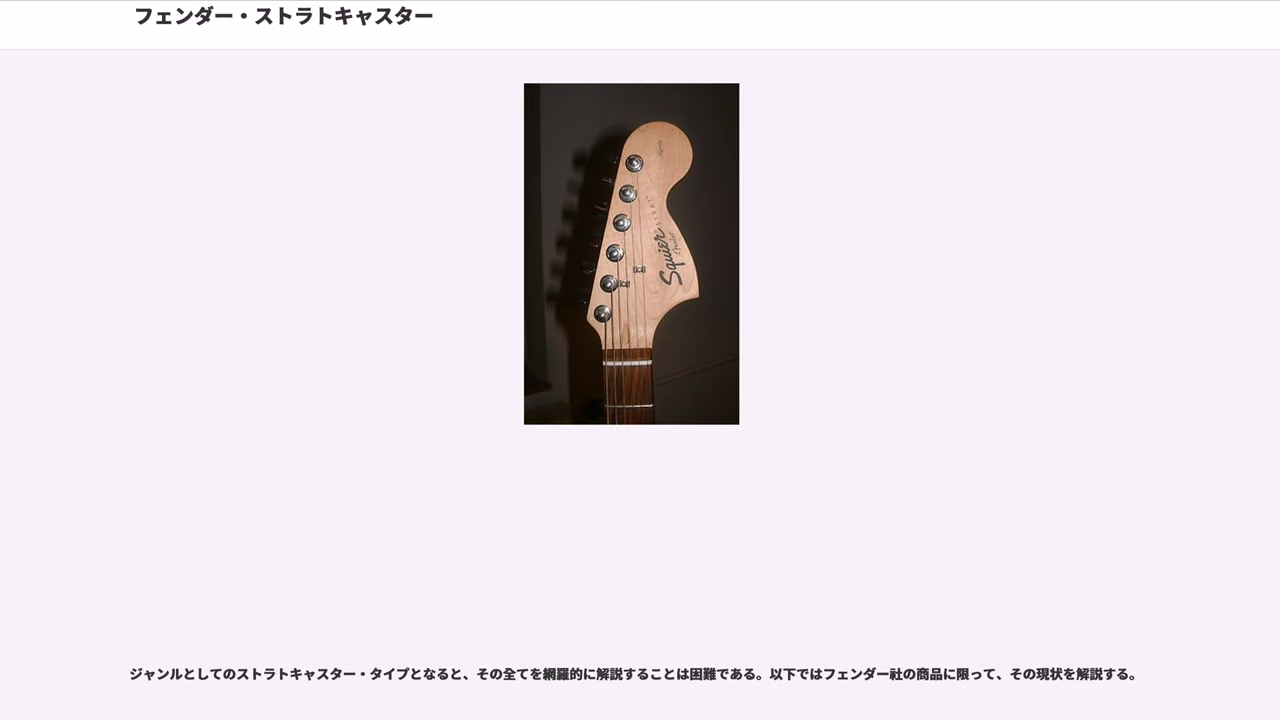 フェンダー・ストラトキャスター
Squier
ジャンルとしてのストラトキャスター・タイプとなると、その全てを網羅的に解説することは困難である。以下ではフェンダー社の商品に限って、その現状を解説する。